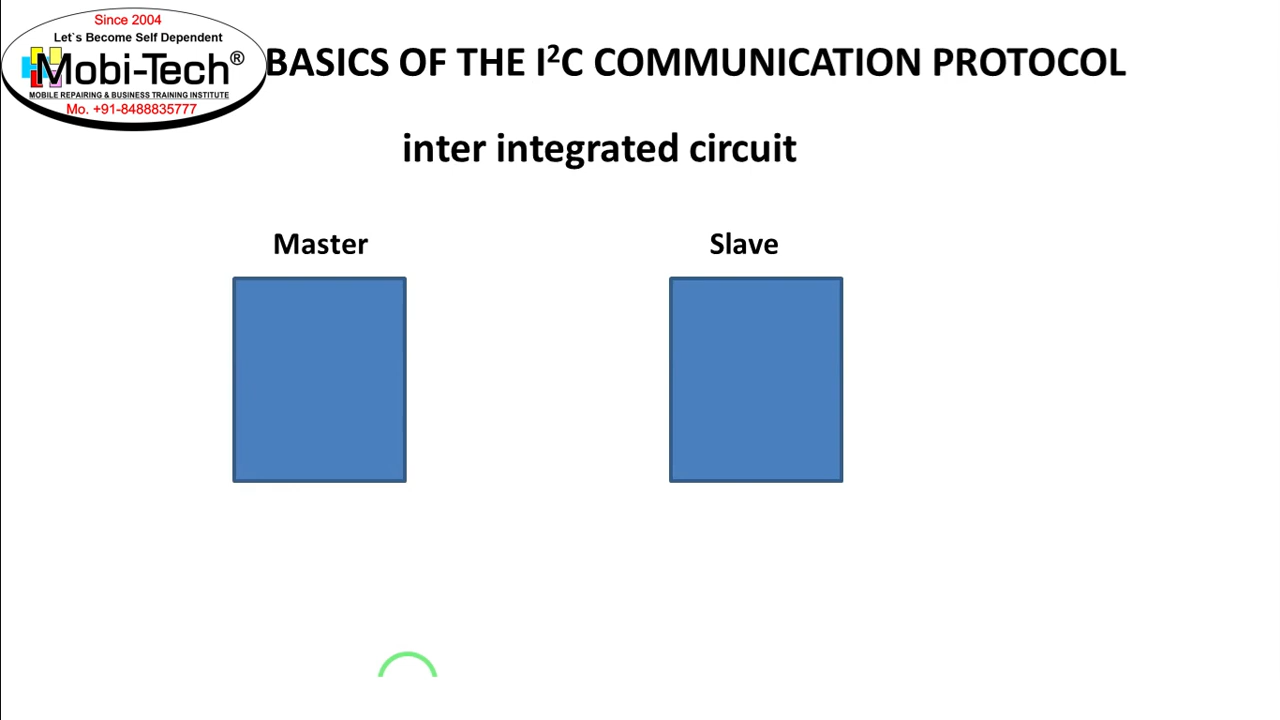 Since 2004
Let`s Become Self Dependent
Mobi-Tech®
MOBILE REPAIRING & BUSINESS TRAINING INSTITUTE
Mo. +91-8488835777
BASICS OF THE I²C COMMUNICATION PROTOCOL
inter integrated circuit
Master
Slave